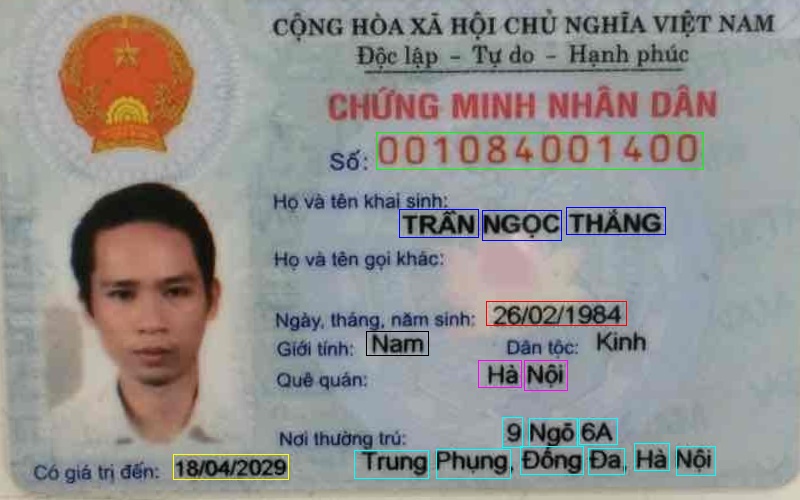 CỘNG HÒA XÃ HỘI CHỦ NGHĨA VIỆT NAM
Độc lập – Tự do – Hạnh phúc
CHỨNG MINH NHÂN DÂN
Số: 001084001400
Họ và tên khai sinh:
TRẦN NGỌC THẮNG
Họ và tên gọi khác:
Ngày, tháng, năm sinh: 26/02/1984
Giới tính: Nam Dân tộc: Kinh
Quê quán: Hà Nội
Nơi thường trú: 9 Ngõ 6A
Trung Phụng, Đống Đa, Hà Nội
Có giá trị đến: 18/04/2029